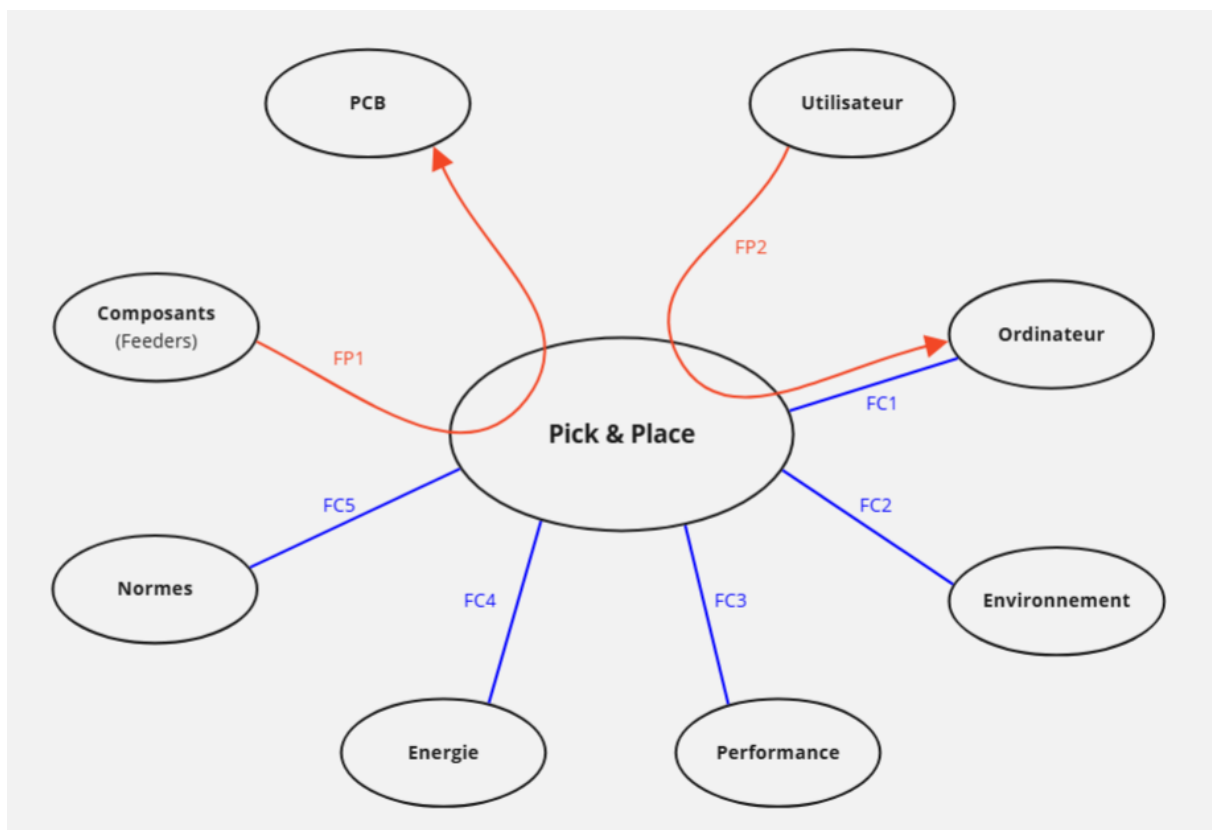 PCB
Utilisateur
FP2
Composants
(Feeders)
FP1
Ordinateur
FC1
Pick & Place
FC5
FC2
Normes
FC4
FC3
Environnement
Energie
Performance